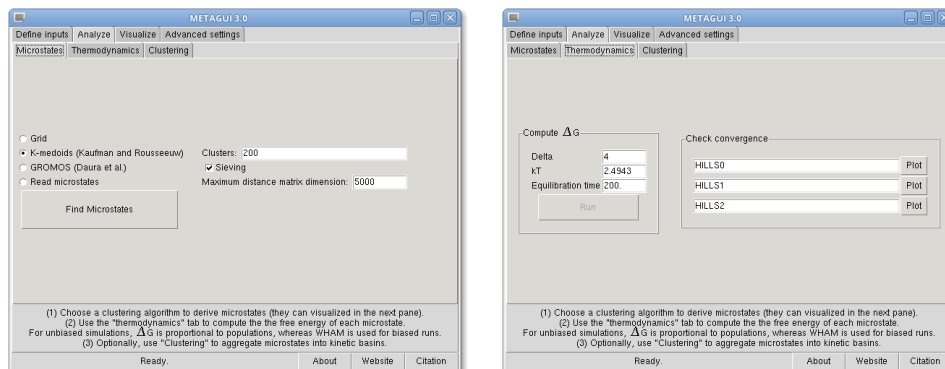 METAGUI 3.0
Define inputs Analyze Visualize Advanced settings
Microstates Thermodynamics Clustering
Grid
K-medoids (Kaufman and Rousseeuw) Clusters: 200
GROMOS (Daura et al.) Sieving
Read microstates Maximum distance matrix dimension: 5000
Find Microstates
(1) Choose a clustering algorithm to derive microstates (they can visualized in the next pane).
(2) Use the "thermodynamics" tab to compute the the free energy of each microstate.
For unbiased simulations, ΔG is proportional to populations, whereas WHAM is used for biased runs.
(3) Optionally, use "Clustering" to aggregate microstates into kinetic basins.
Ready. About Website Citation
METAGUI 3.0
Define inputs Analyze Visualize Advanced settings
Microstates Thermodynamics Clustering
Compute ΔG
Delta 4
kT 2.4943
Equilibration time 200.
Run
Check convergence
HILLS0 Plot
HILLS1 Plot
HILLS2 Plot
(1) Choose a clustering algorithm to derive microstates (they can visualized in the next pane).
(2) Use the "thermodynamics" tab to compute the the free energy of each microstate.
For unbiased simulations, ΔG is proportional to populations, whereas WHAM is used for biased runs.
(3) Optionally, use "Clustering" to aggregate microstates into kinetic basins.
Ready. About Website Citation